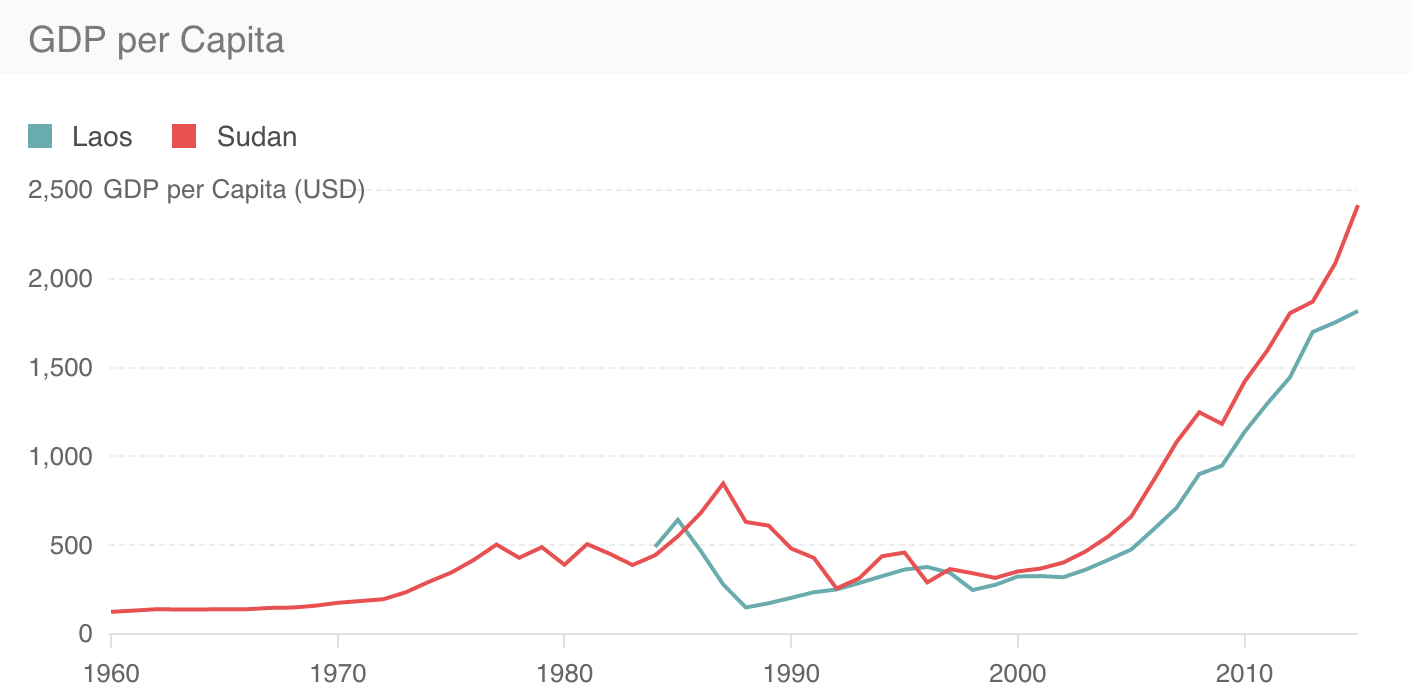 GDP per Capita
Laos Sudan
2,500 GDP per Capita (USD)
2,000
1,500
1,000
500
0
1960 1970 1980 1990 2000 2010